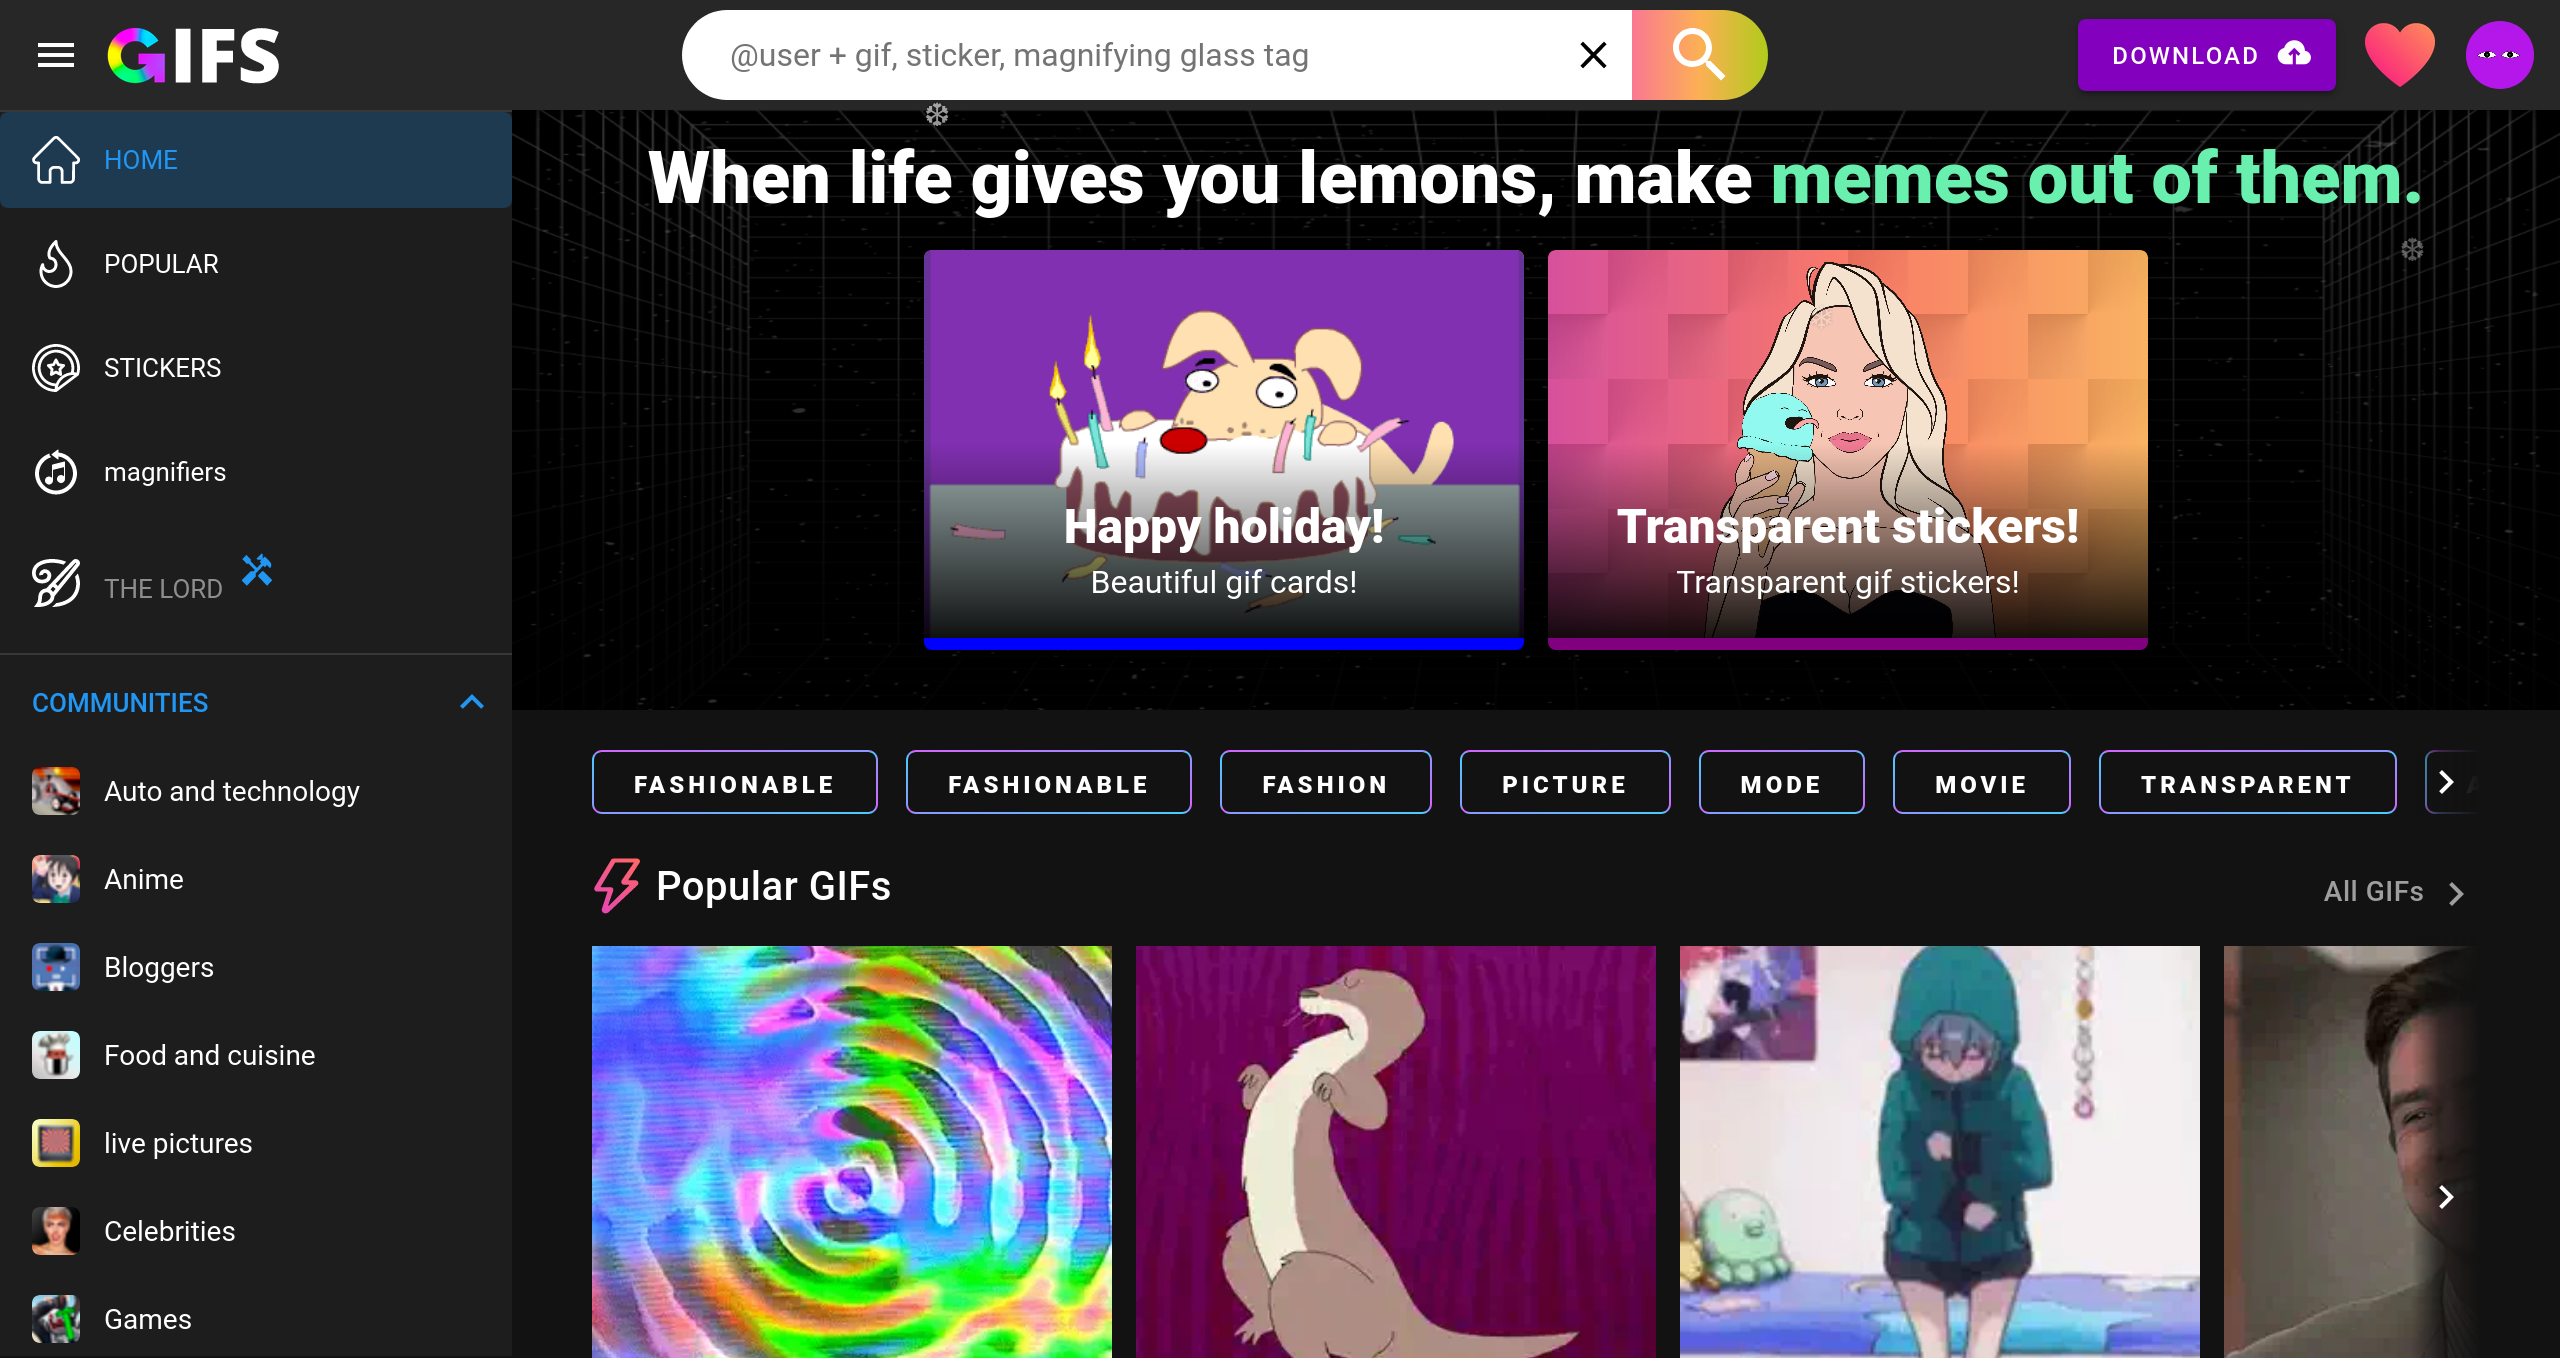 GIFS
@user + gif, sticker, magnifying glass tag
DOWNLOAD
HOME
POPULAR
STICKERS
magnifiers
THE LORD
COMMUNITIES
Auto and technology
Anime
Bloggers
Food and cuisine
live pictures
Celebrities
Games
When life gives you lemons, make memes out of them.
Happy holiday!
Beautiful gif cards!
Transparent stickers!
Transparent gif stickers!
FASHIONABLE
FASHIONABLE
FASHION
PICTURE
MODE
MOVIE
TRANSPARENT
Popular GIFs
All GIFs